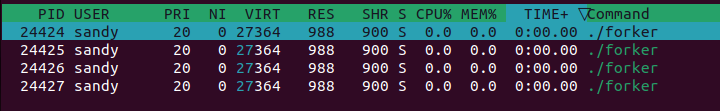 PID USER PRI NI VIRT RES SHR S CPU% MEM% TIME+ ▽Command
24424 sandy 20 0 27364 988 900 S 0.0 0.0 0:00.00 ./forker
24425 sandy 20 0 27364 988 900 S 0.0 0.0 0:00.00 ./forker
24426 sandy 20 0 27364 988 900 S 0.0 0.0 0:00.00 ./forker
24427 sandy 20 0 27364 988 900 S 0.0 0.0 0:00.00 ./forker